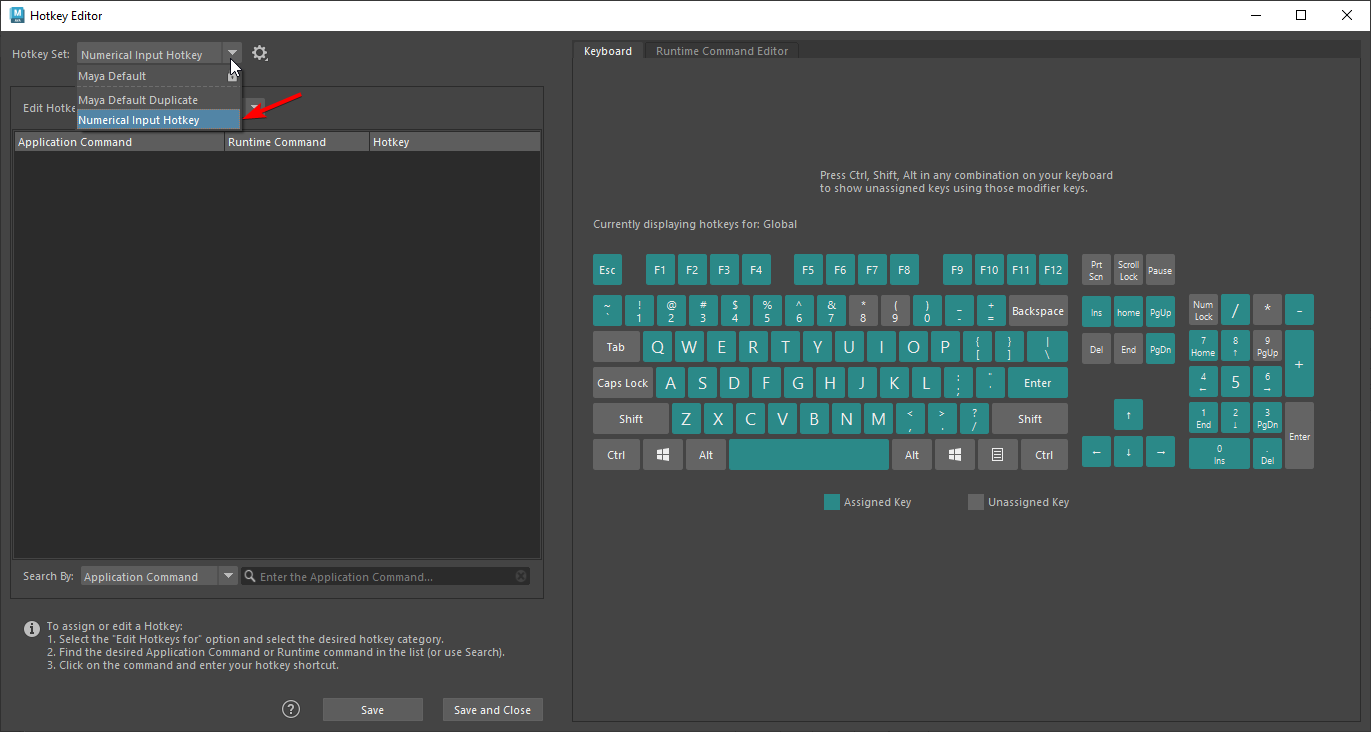 M
Hotkey Editor
Hotkey Set:
Numerical Input Hotkey
Maya Default
Maya Default Duplicate
Numerical Input Hotkey
Edit Hotke
Application Command Runtime Command Hotkey
Search By: Application Command Enter the Application Command...
To assign or edit a Hotkey:
1. Select the "Edit Hotkeys for" option and select the desired hotkey category.
2. Find the desired Application Command or Runtime command in the list (or use Search).
3. Click on the command and enter your hotkey shortcut.
? Save Save and Close
Keyboard Runtime Command Editor
Press Ctrl, Shift, Alt in any combination on your keyboard
to show unassigned keys using those modifier keys.
Currently displaying hotkeys for: Global
Esc F1 F2 F3 F4 F5 F6 F7 F8 F9 F10 F11 F12 Prt Scn Scroll Lock Pause
~ ` ! 1 @ 2 # 3 $ 4 % 5 ^ 6 & 7 * 8 ( 9 ) 0 _ - + = Backspace Ins home PgUp Num Lock / * -
Tab Q W E R T Y U I O P { [ } ] | \ Del End PgDn 7 Home 8 ↑ 9 PgUp +
Caps Lock A S D F G H J K L : ; " ' Enter 4 ← 5 6 →
Shift Z X C V B N M < , > . ? / Shift ↑ 1 End 2 ↓ 3 PgDn Enter
Ctrl Alt Alt Ctrl ← ↓ → 0 Ins . Del
Assigned Key Unassigned Key